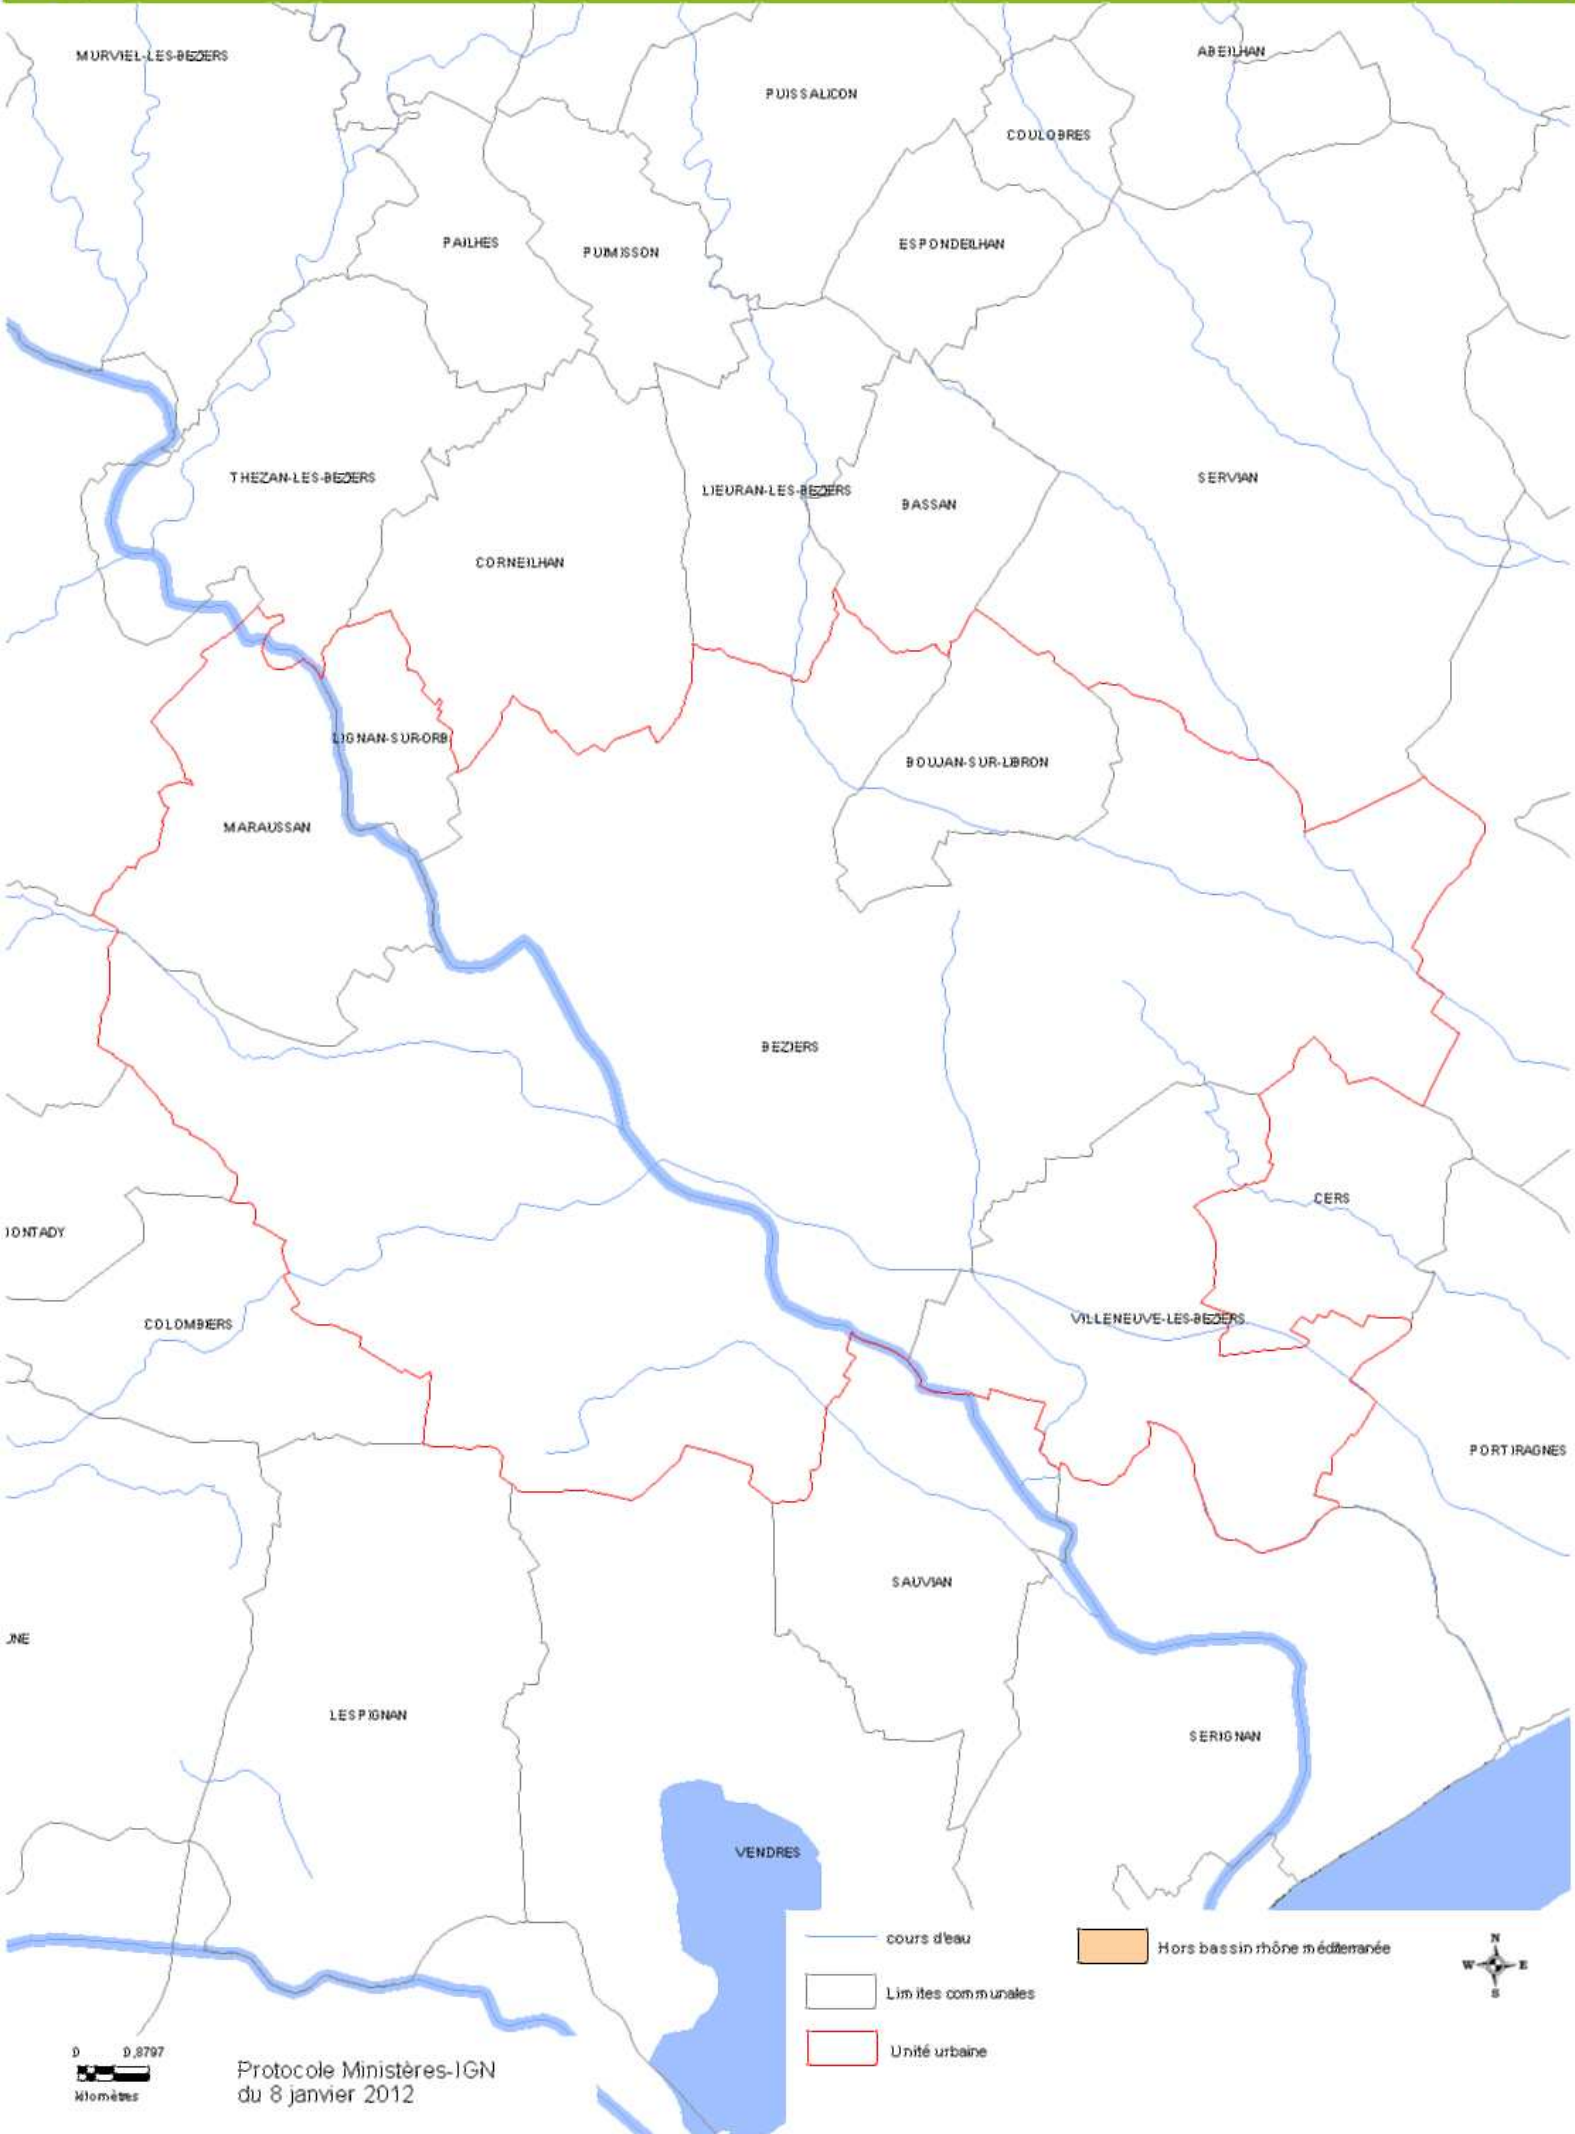 MURVIEL-LES-BEZIERS
ABEILHAN
PUISSALICON
COULOBRES
PAILHES
PUIMISSON
ESPONDEILHAN
THEZAN-LES-BEZIERS
LIEURAN-LES-BEZIERS
BASSAN
SERVIAN
CORNEILHAN
LIGNAN-SUR-ORB
BOUJAN-SUR-LIBRON
MARAUSSAN
BEZIERS
CERS
COLOMBIERS
VILLENEUVE-LES-BEZIERS
PORTIRAGNES
SAUVIAN
LESPIGNAN
SERIGNAN
VENDRES
cours d'eau
Limites communales
Unité urbaine
Hors bassin rhône méditerranée
N
W E
S
0 0,8797
kilomètres
Protocole Ministères-IGN
du 8 janvier 2012